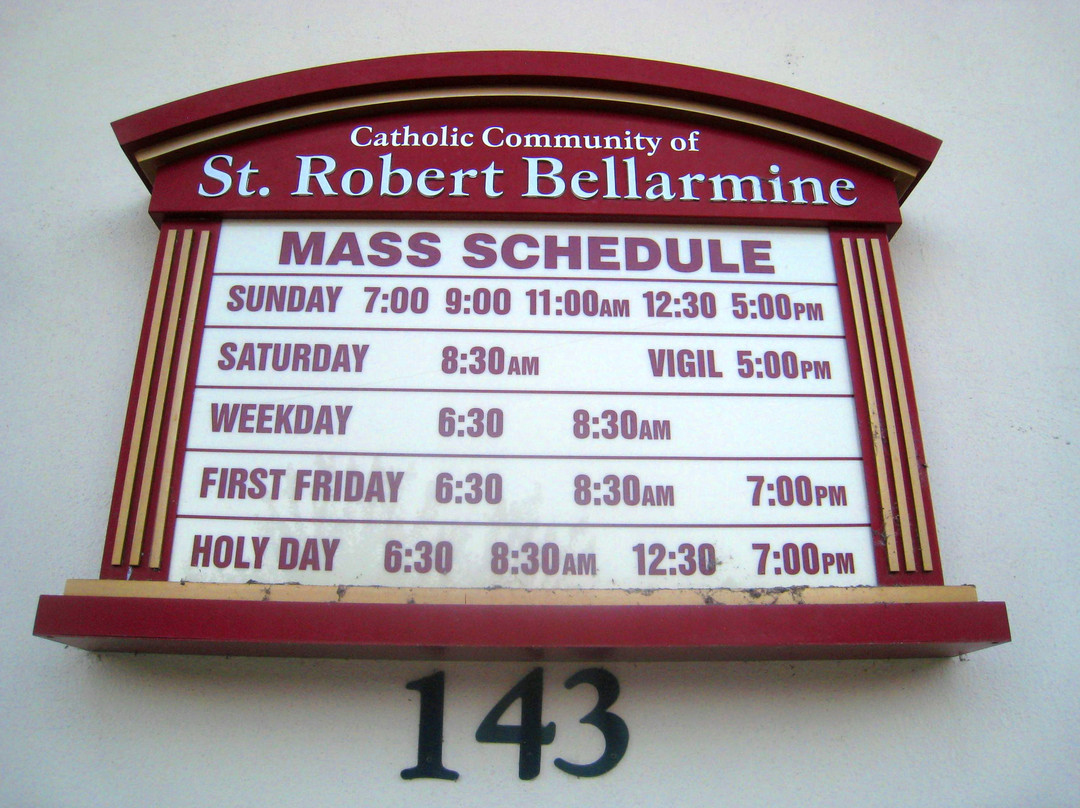 Catholic Community of
St. Robert Bellarmine
MASS SCHEDULE
SUNDAY 7:00 9:00 11:00AM 12:30 5:00PM
SATURDAY 8:30AM VIGIL 5:00PM
WEEKDAY 6:30 8:30AM
FIRST FRIDAY 6:30 8:30AM 7:00PM
HOLY DAY 6:30 8:30AM 12:30 7:00PM
143